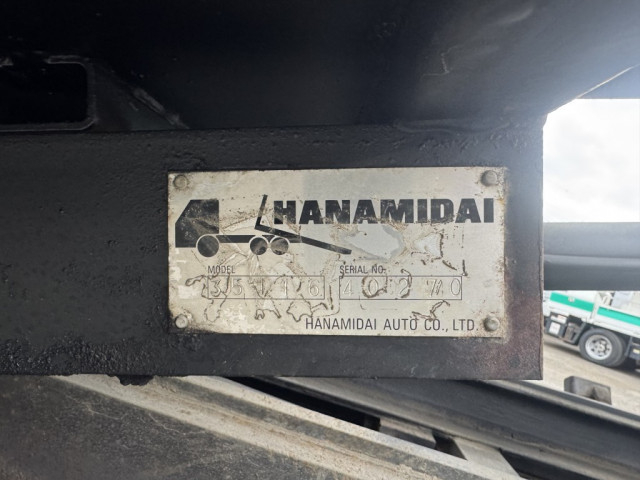 HANAMIDAI
MODEL SERIAL NO.
HANAMIDAI AUTO CO., LTD.